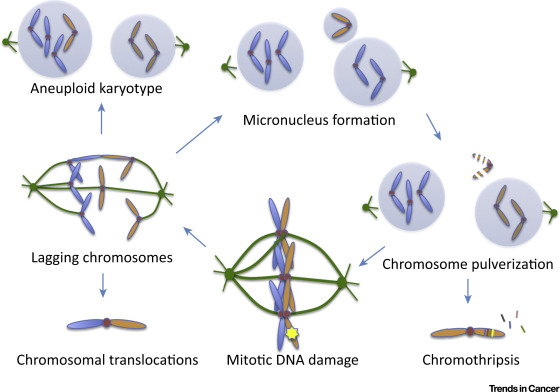 Aneuploid karyotype
Micronucleus formation
Lagging chromosomes
Chromosome pulverization
Chromosomal translocations
Mitotic DNA damage
Chromothripsis
Trends in Cancer